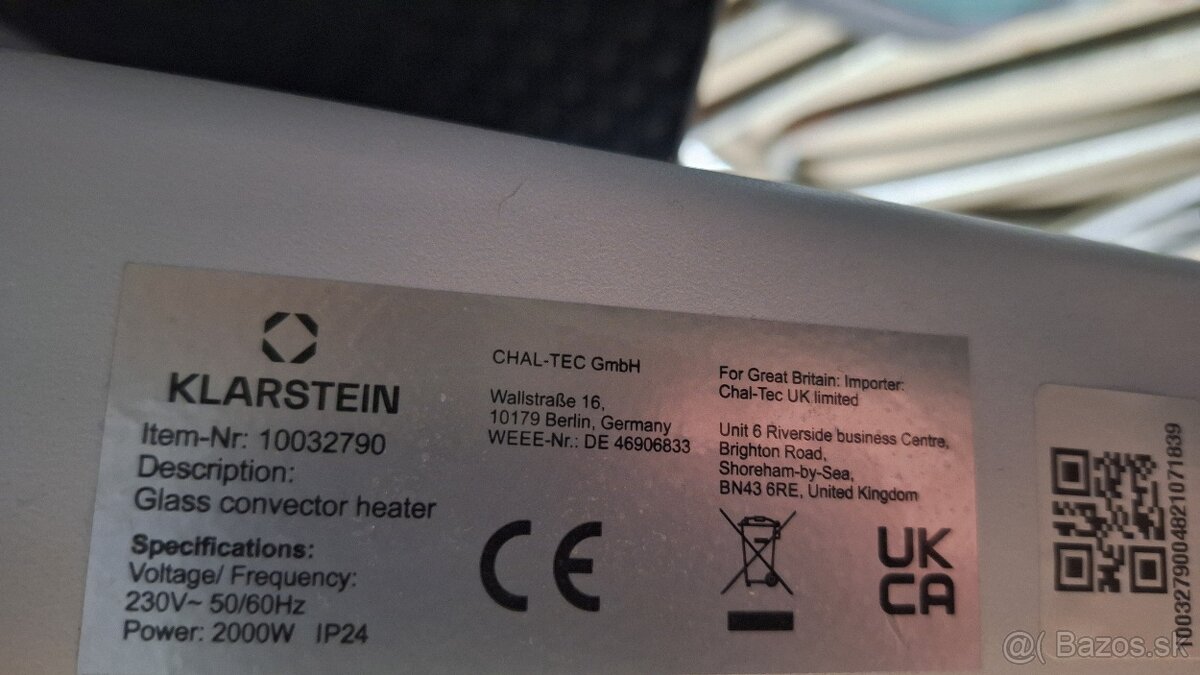 KLARSTEIN
Item-Nr: 10032790
Description:
Glass convector heater
Specifications:
Voltage/ Frequency:
230V~ 50/60Hz
Power: 2000W IP24
CHAL-TEC GmbH
Wallstraße 16,
10179 Berlin, Germany
WEEE-Nr.: DE 46906833
CE
For Great Britain: Importer:
Chal-Tec UK limited
Unit 6 Riverside business Centre,
Brighton Road,
Shoreham-by-Sea,
BN43 6RE, United Kingdom
UK
CA
1003279004821071839
@( Bazos.sk